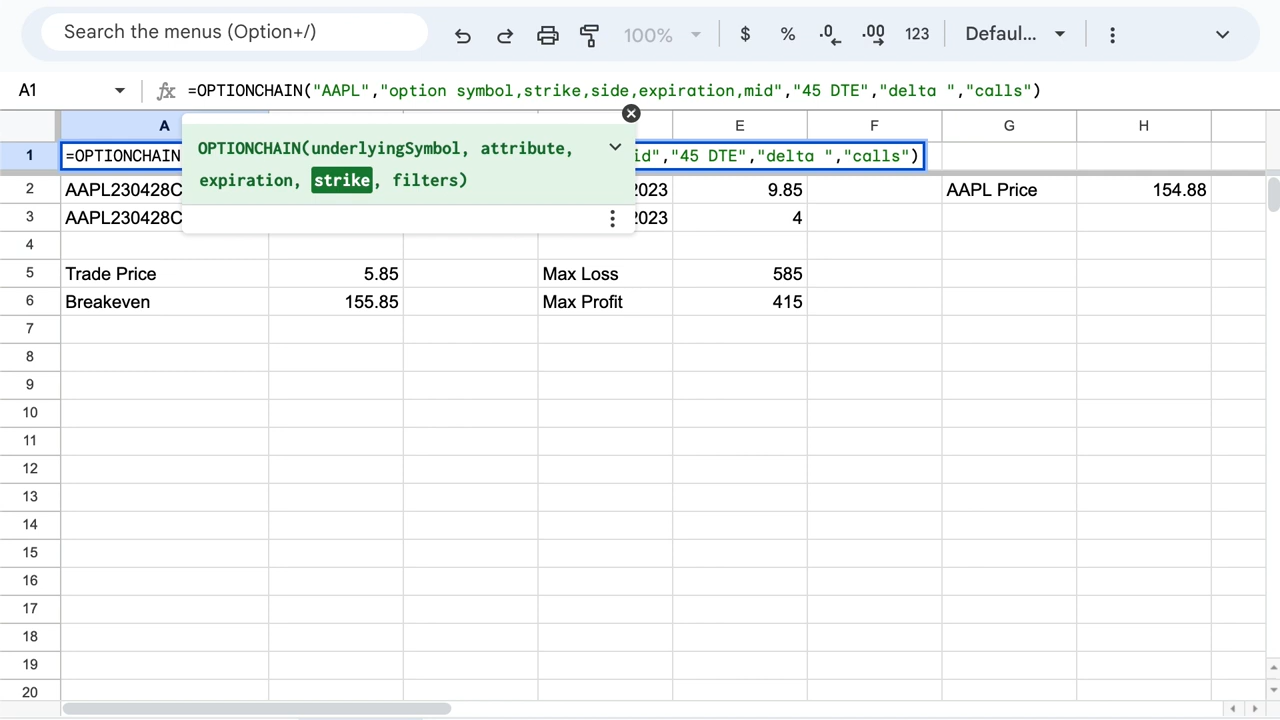 Search the menus (Option+/) 100% $ % .0 .00 123 Defaul...
A1 fx =OPTIONCHAIN("AAPL","option symbol,strike,side,expiration,mid","45 DTE","delta ","calls")
A E F G H
1 =OPTIONCHAIN id","45 DTE","delta ","calls")
OPTIONCHAIN(underlyingSymbol, attribute,
expiration, strike, filters)
2 AAPL230428C 2023 9.85 AAPL Price 154.88
3 AAPL230428C 2023 4
4
5 Trade Price 5.85 Max Loss 585
6 Breakeven 155.85 Max Profit 415
7
8
9
10
11
12
13
14
15
16
17
18
19
20